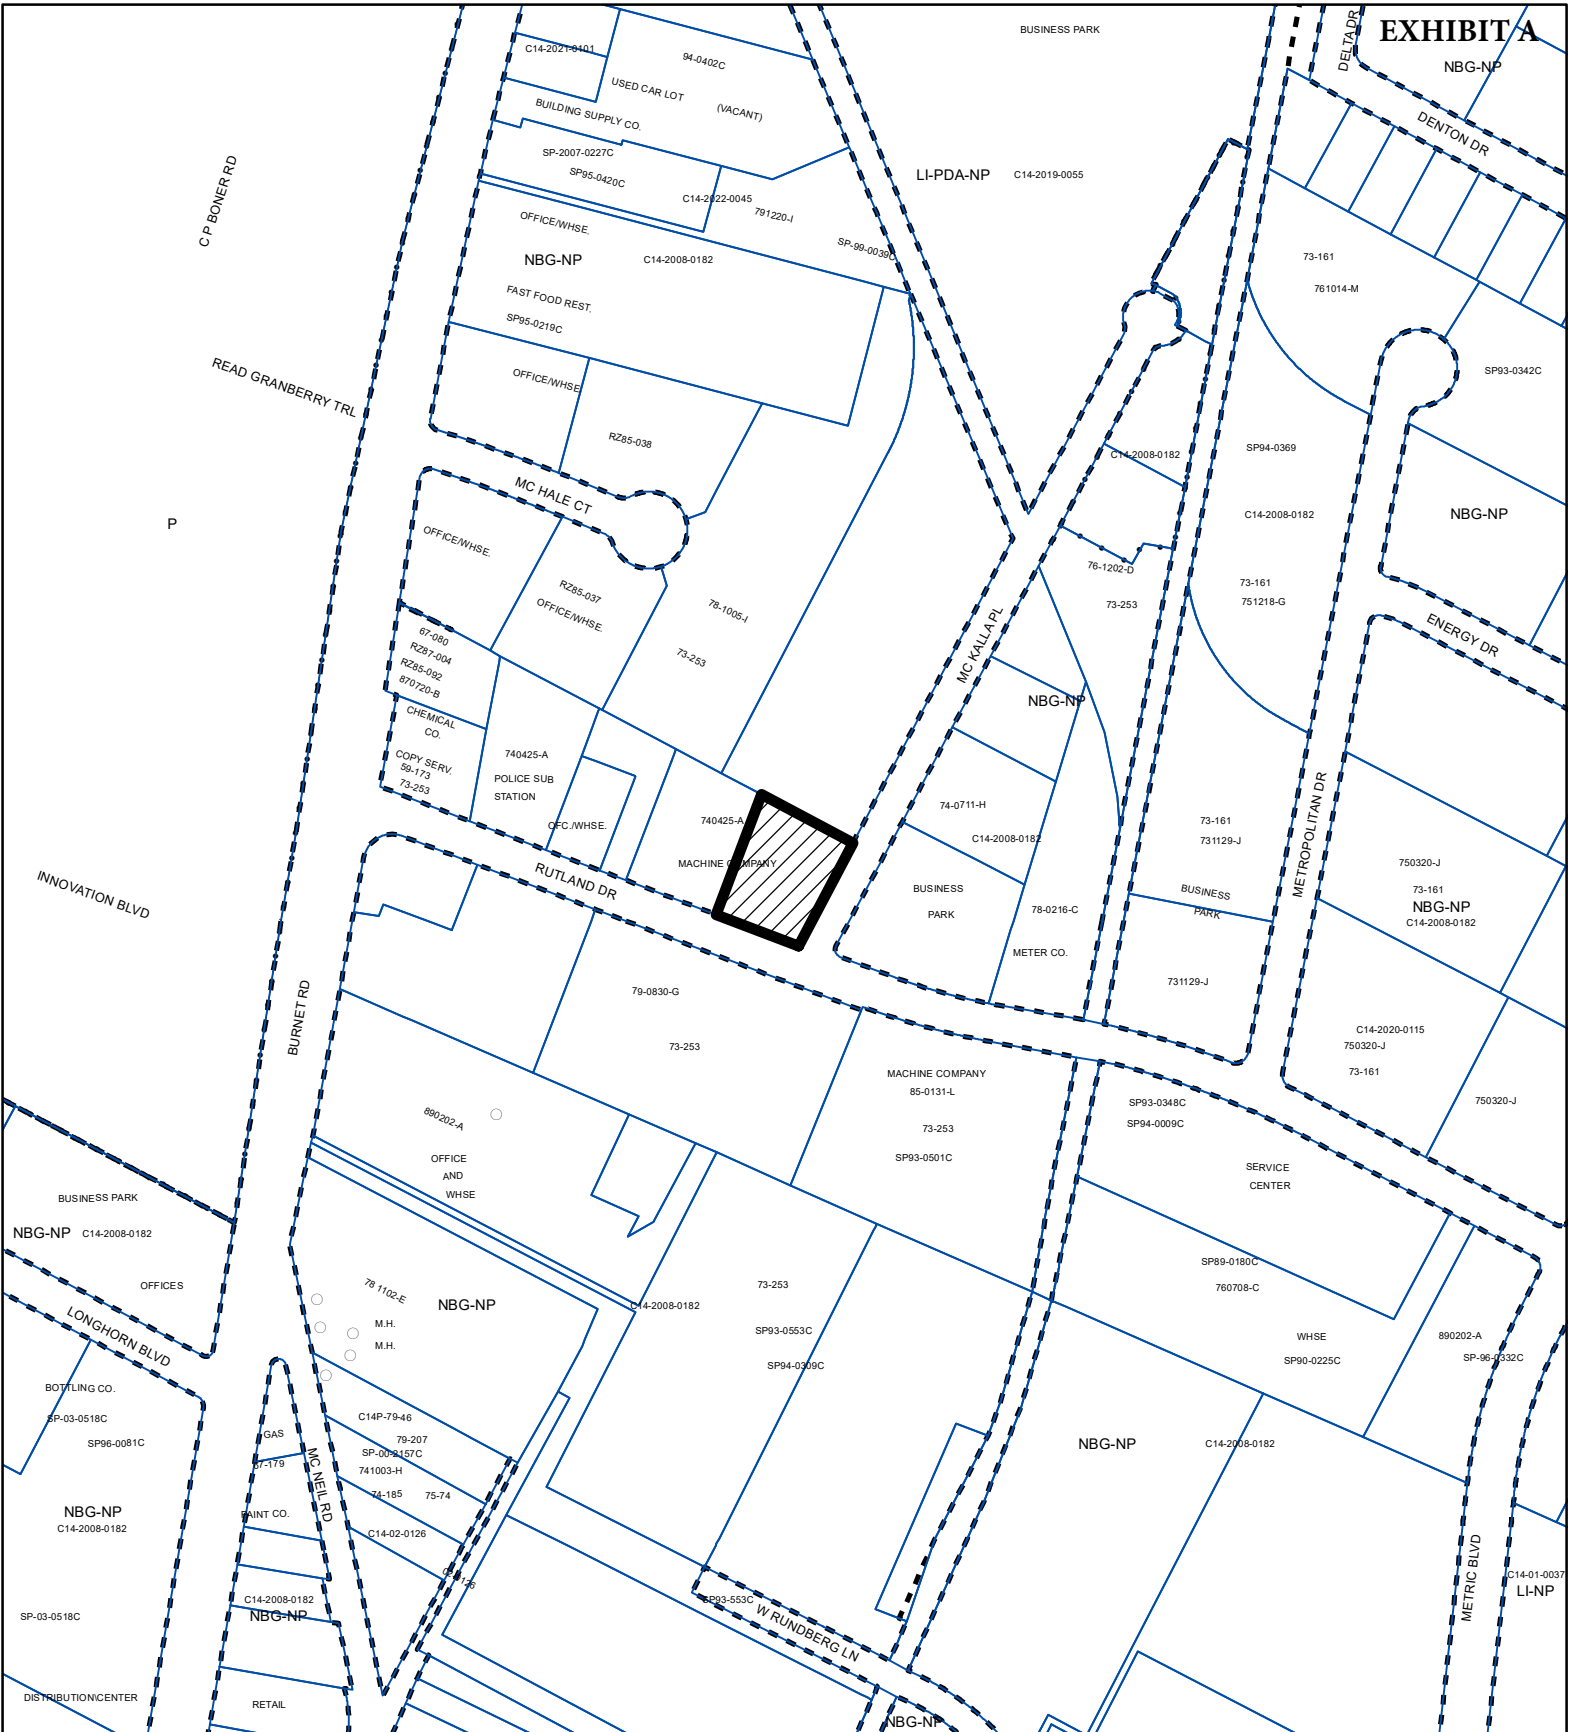 EXHIBIT A
BUSINESS PARK
DELTA DR
NBG-NP
C14-2021-0101
94-0402C
USED CAR LOT
(VACANT)
BUILDING SUPPLY CO.
DENTON DR
SP-2007-0227C
SP95-0420C
C14-2022-0045
791220-I
LI-PDA-NP
C14-2019-0055
C P BONER RD
OFFICE/WHSE.
NBG-NP
C14-2008-0182
SP-99-0039C
73-161
761014-M
FAST FOOD REST.
SP95-0219C
READ GRANBERRY TRL
OFFICE/WHSE
SP93-0342C
RZ85-038
C14-2008-0182
SP94-0369
MC HALE CT
P
C14-2008-0182
NBG-NP
OFFICE/WHSE.
76-1202-D
73-161
751218-G
RZ85-037
OFFICE/WHSE.
78-1005-I
73-253
73-253
MC KALLA PL
ENERGY DR
67-080
RZ87-004
RZ85-092
870720-B
NBG-NP
CHEMICAL
CO.
COPY SERV.
59-173
73-253
740425-A
POLICE SUB
STATION
OFC./WHSE.
740425-A
MACHINE COMPANY
74-0711-H
C14-2008-0182
73-161
731129-J
METROPOLITAN DR
750320-J
73-161
NBG-NP
C14-2008-0182
INNOVATION BLVD
RUTLAND DR
BUSINESS
PARK
78-0216-C
BUSINESS
PARK
METER CO.
731129-J
BURNET RD
79-0830-G
73-253
C14-2020-0115
750320-J
73-161
MACHINE COMPANY
85-0131-L
73-253
SP93-0501C
SP93-0348C
SP94-0009C
750320-J
890202-A
OFFICE
AND
WHSE
SERVICE
CENTER
BUSINESS PARK
NBG-NP
C14-2008-0182
OFFICES
LONGHORN BLVD
78 1102-E
NBG-NP
M.H.
M.H.
C14-2008-0182
73-253
SP93-0553C
SP94-0309C
SP89-0180C
760708-C
WHSE
SP90-0225C
890202-A
SP-96-0332C
BOTTLING CO.
SP-03-0518C
SP96-0081C
GAS
67-179
MC NEIL RD
C14P-79-46
79-207
SP-00-2157C
741003-H
74-185
75-74
NBG-NP
C14-2008-0182
NBG-NP
C14-2008-0182
PAINT CO.
C14-02-0126
C14-2008-0182
NBG-NP
SP93-553C
W RUNDBERG LN
METRIC BLVD
C14-01-0037
LI-NP
SP-03-0518C
DISTRIBUTION\CENTER
RETAIL
NBG-NP